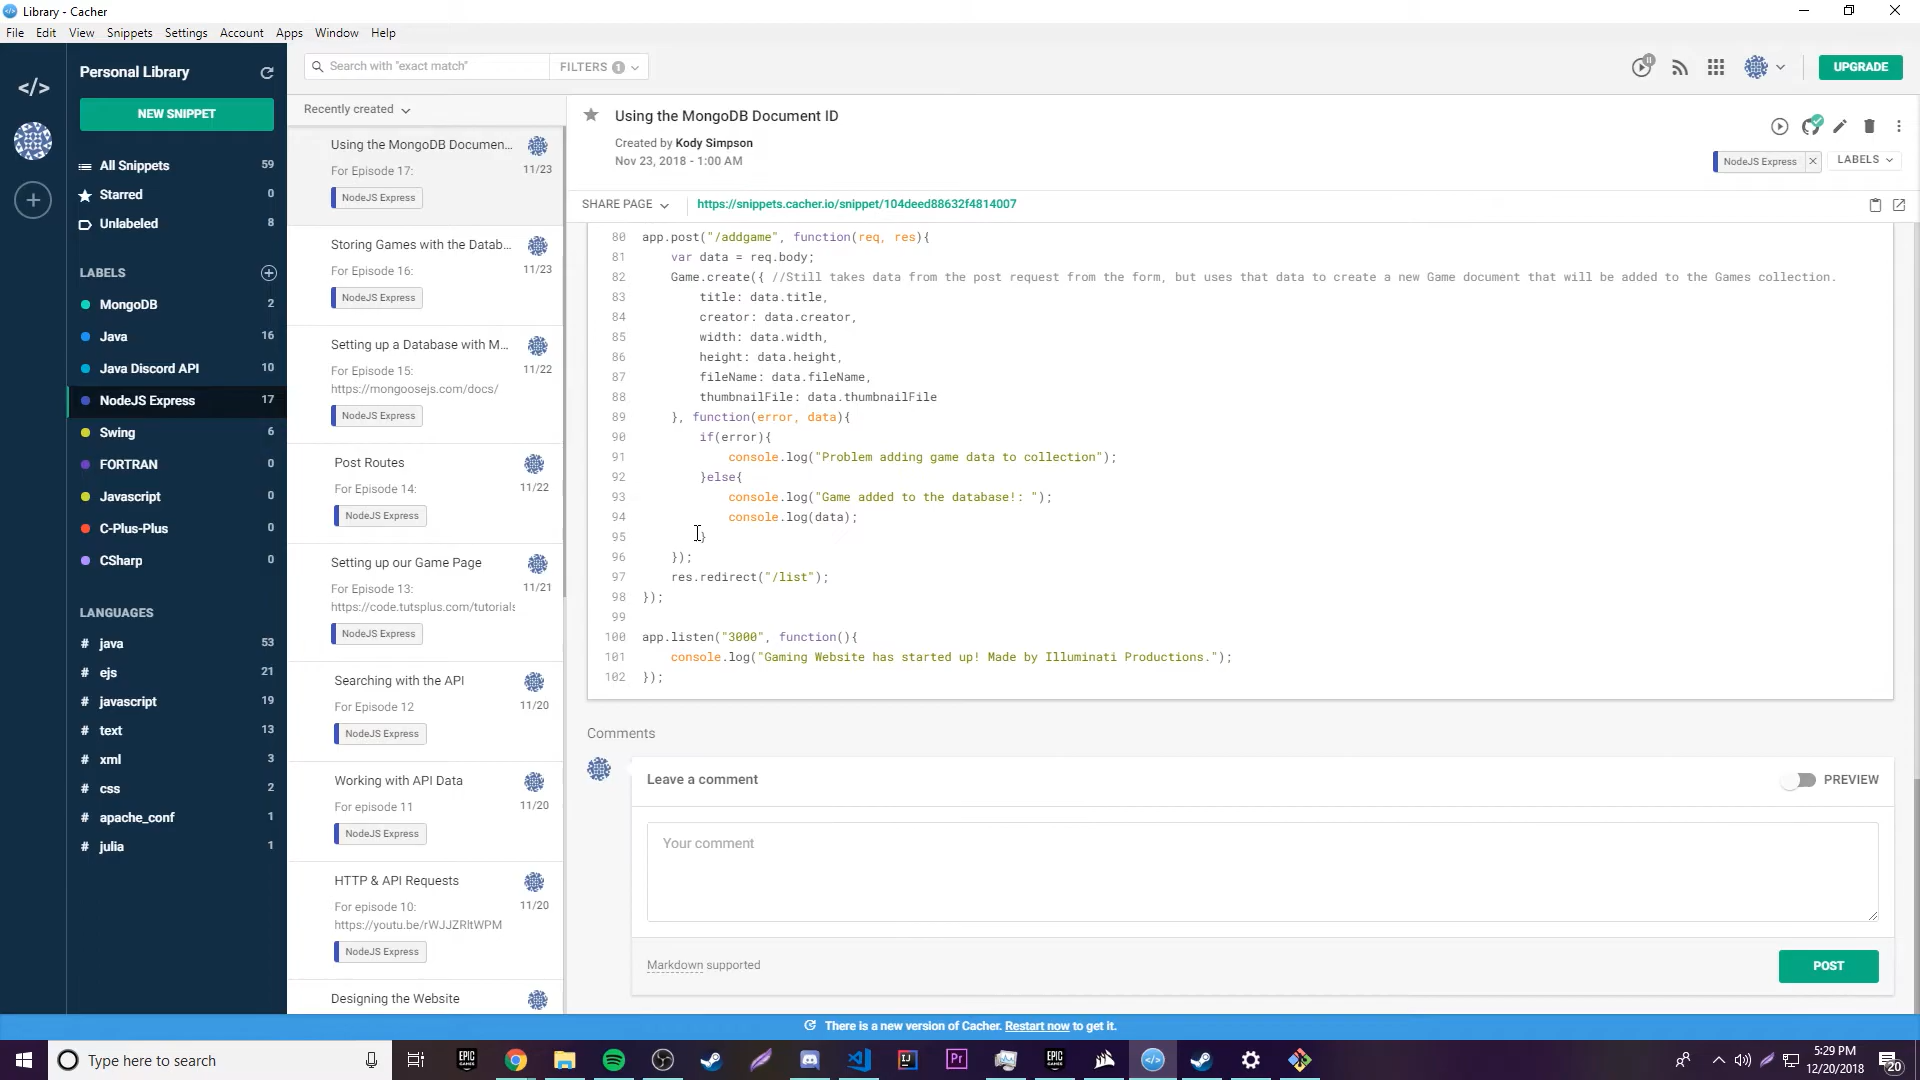 Library - Cacher
File Edit View Snippets Settings Account Apps Window Help
Personal Library
NEW SNIPPET
All Snippets 59
Starred 0
Unlabeled 8
LABELS
MongoDB 2
Java 16
Java Discord API 10
NodeJS Express 17
Swing 6
FORTRAN 0
Javascript 0
C-Plus-Plus 0
CSharp 0
LANGUAGES
# java 53
# ejs 21
# javascript 19
# text 13
# xml 3
# css 2
# apache_conf 1
# julia 1
Search with "exact match"
FILTERS 1
UPGRADE
Recently created
Using the MongoDB Documen...
For Episode 17:
11/23
NodeJS Express
Storing Games with the Datab...
For Episode 16:
11/23
NodeJS Express
Setting up a Database with M...
For Episode 15:
11/22
https://mongoosejs.com/docs/
NodeJS Express
Post Routes
For Episode 14:
11/22
NodeJS Express
Setting up our Game Page
For Episode 13:
11/21
https://code.tutsplus.com/tutorials
NodeJS Express
Searching with the API
For Episode 12
11/20
NodeJS Express
Working with API Data
For episode 11
11/20
NodeJS Express
HTTP & API Requests
For episode 10:
11/20
https://youtu.be/rWJJZRltWPM
NodeJS Express
Designing the Website
Using the MongoDB Document ID
Created by Kody Simpson
Nov 23, 2018 - 1:00 AM
NodeJS Express
LABELS
SHARE PAGE
https://snippets.cacher.io/snippet/104deed88632f4814007
80 app.post("/addgame", function(req, res){
81 var data = req.body;
82 Game.create({ //Still takes data from the post request from the form, but uses that data to create a new Game document that will be added to the Games collection.
83 title: data.title,
84 creator: data.creator,
85 width: data.width,
86 height: data.height,
87 fileName: data.fileName,
88 thumbnailFile: data.thumbnailFile
89 }, function(error, data){
90 if(error){
91 console.log("Problem adding game data to collection");
92 }else{
93 console.log("Game added to the database!: ");
94 console.log(data);
95 }
96 });
97 res.redirect("/list");
98 });
99
100 app.listen("3000", function(){
101 console.log("Gaming Website has started up! Made by Illuminati Productions.");
102 });
Comments
Leave a comment
PREVIEW
Your comment
Markdown supported
POST
There is a new version of Cacher. Restart now to get it.
Type here to search
5:29 PM
12/20/2018
20